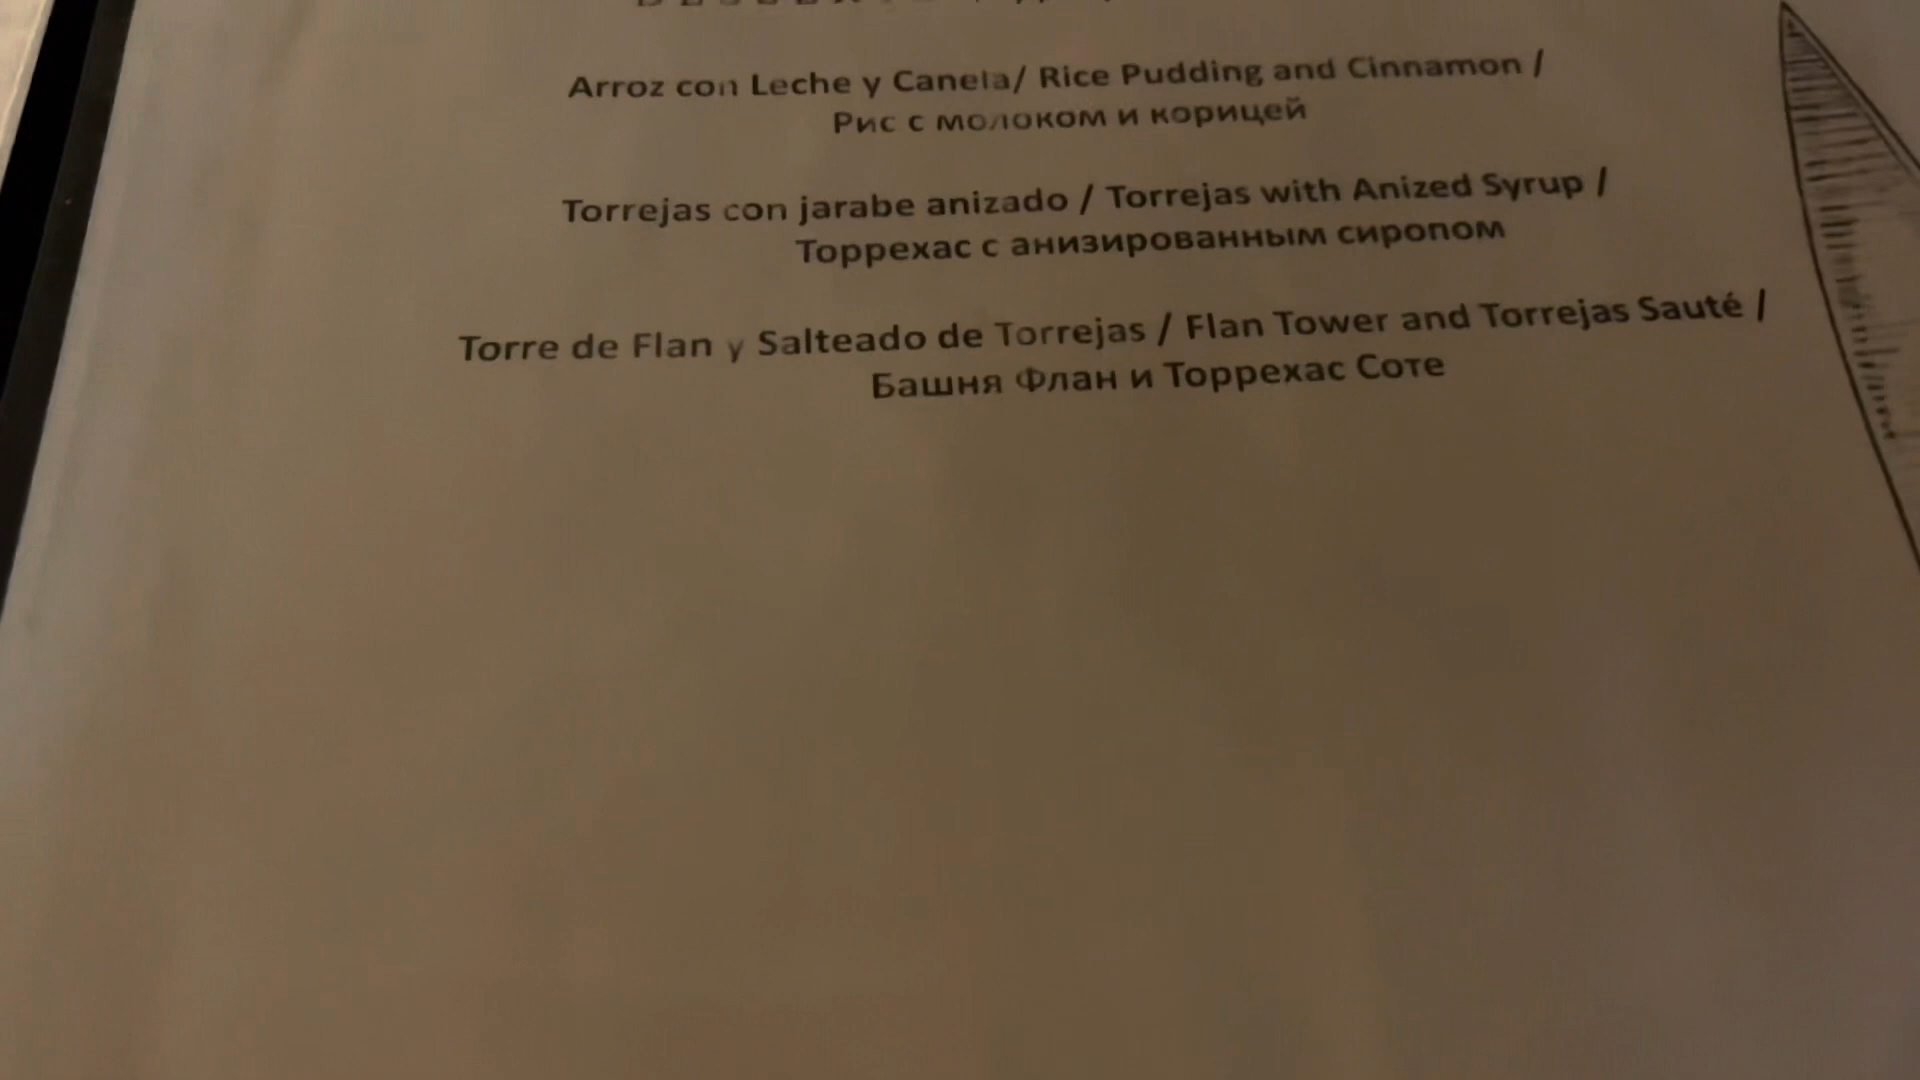 Arroz con Leche y Canela/ Rice Pudding and Cinnamon /
Рис с молоком и корицей
Torrejas con jarabe anizado / Torrejas with Anized Syrup /
Торрехас с анизированным сиропом
Torre de Flan y Salteado de Torrejas / Flan Tower and Torrejas Sauté /
Башня Флан и Торрехас Соте